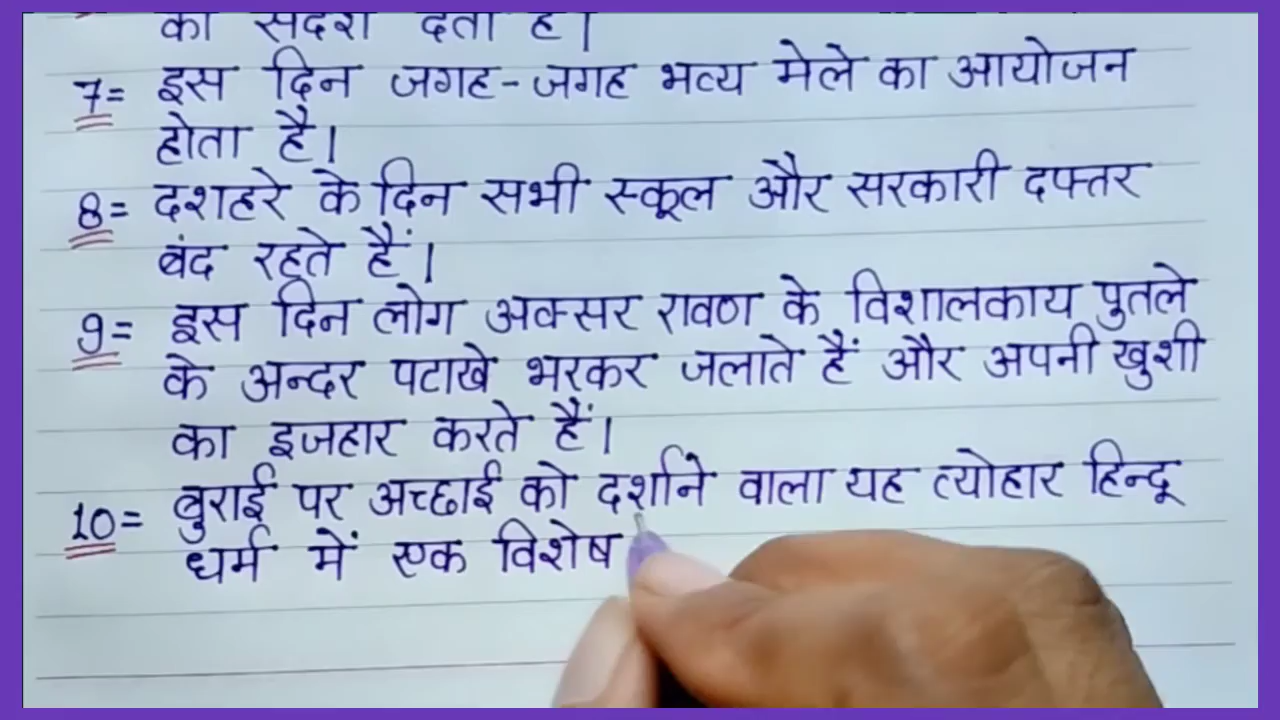 का संदेश देता है।
7= इस दिन जगह-जगह भव्य मेले का आयोजन
होता है।
8= दशहरे के दिन सभी स्कूल और सरकारी दफ्तर
बंद रहते हैं।
9= इस दिन लोग अक्सर रावण के विशालकाय पुतले
के अन्दर पटाखे भरकर जलाते हैं और अपनी खुशी
का इजहार करते हैं।
10= बुराई पर अच्छाई को दर्शाने वाला यह त्योहार हिन्दू
धर्म में एक विशेष